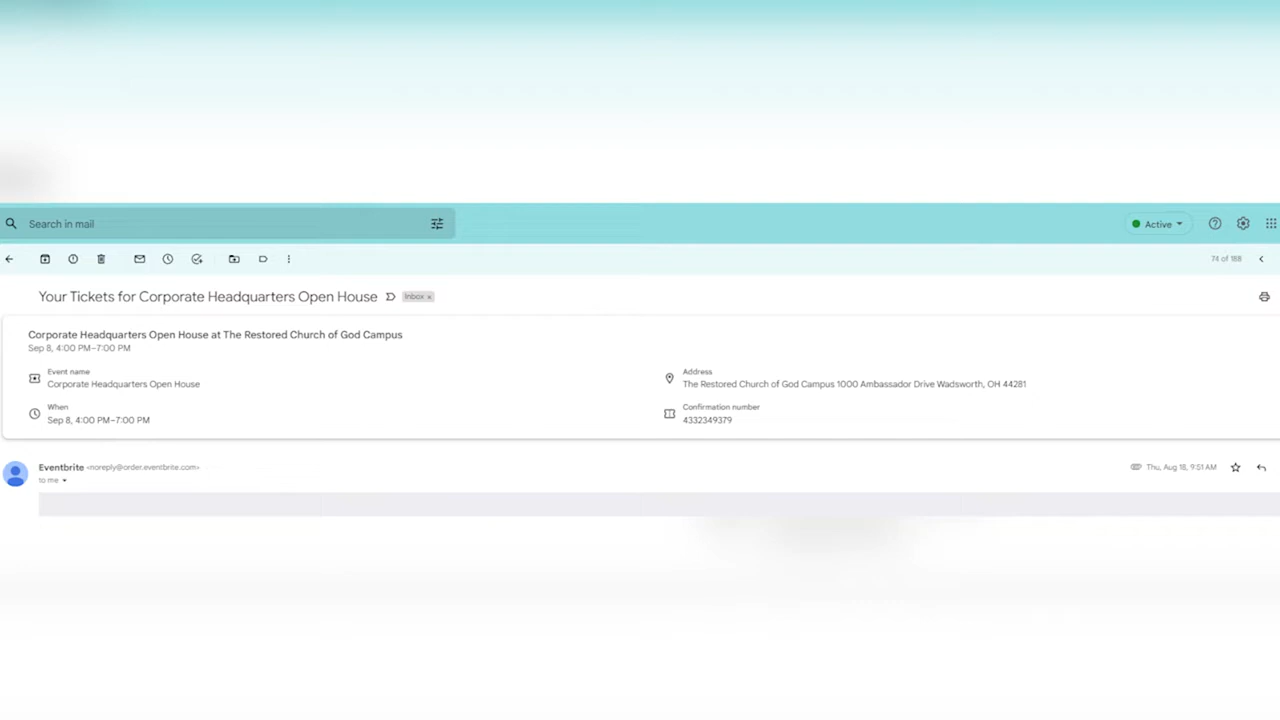 Search in mail
Active
74 of 188
Your Tickets for Corporate Headquarters Open House
Inbox x
Corporate Headquarters Open House at The Restored Church of God Campus
Sep 8, 4:00 PM–7:00 PM
Event name
Corporate Headquarters Open House
Address
The Restored Church of God Campus 1000 Ambassador Drive Wadsworth, OH 44281
When
Sep 8, 4:00 PM–7:00 PM
Confirmation number
4332349379
Eventbrite <noreply@order.eventbrite.com>
Thu, Aug 18, 9:51 AM
to me